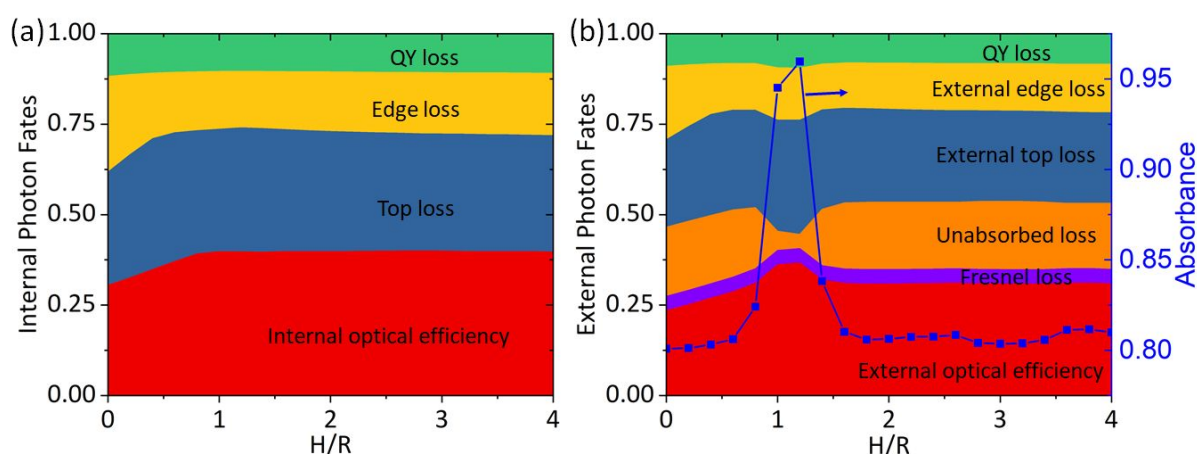 (a)
1.00
0.75
0.50
0.25
0.00
Internal Photon Fates
QY loss
Edge loss
Top loss
Internal optical efficiency
0
1
2
3
4
H/R
(b)
1.00
0.75
0.50
0.25
0.00
External Photon Fates
QY loss
External edge loss
External top loss
Unabsorbed loss
Fresnel loss
External optical efficiency
0
1
2
3
4
H/R
0.95
0.90
0.85
0.80
Absorbance